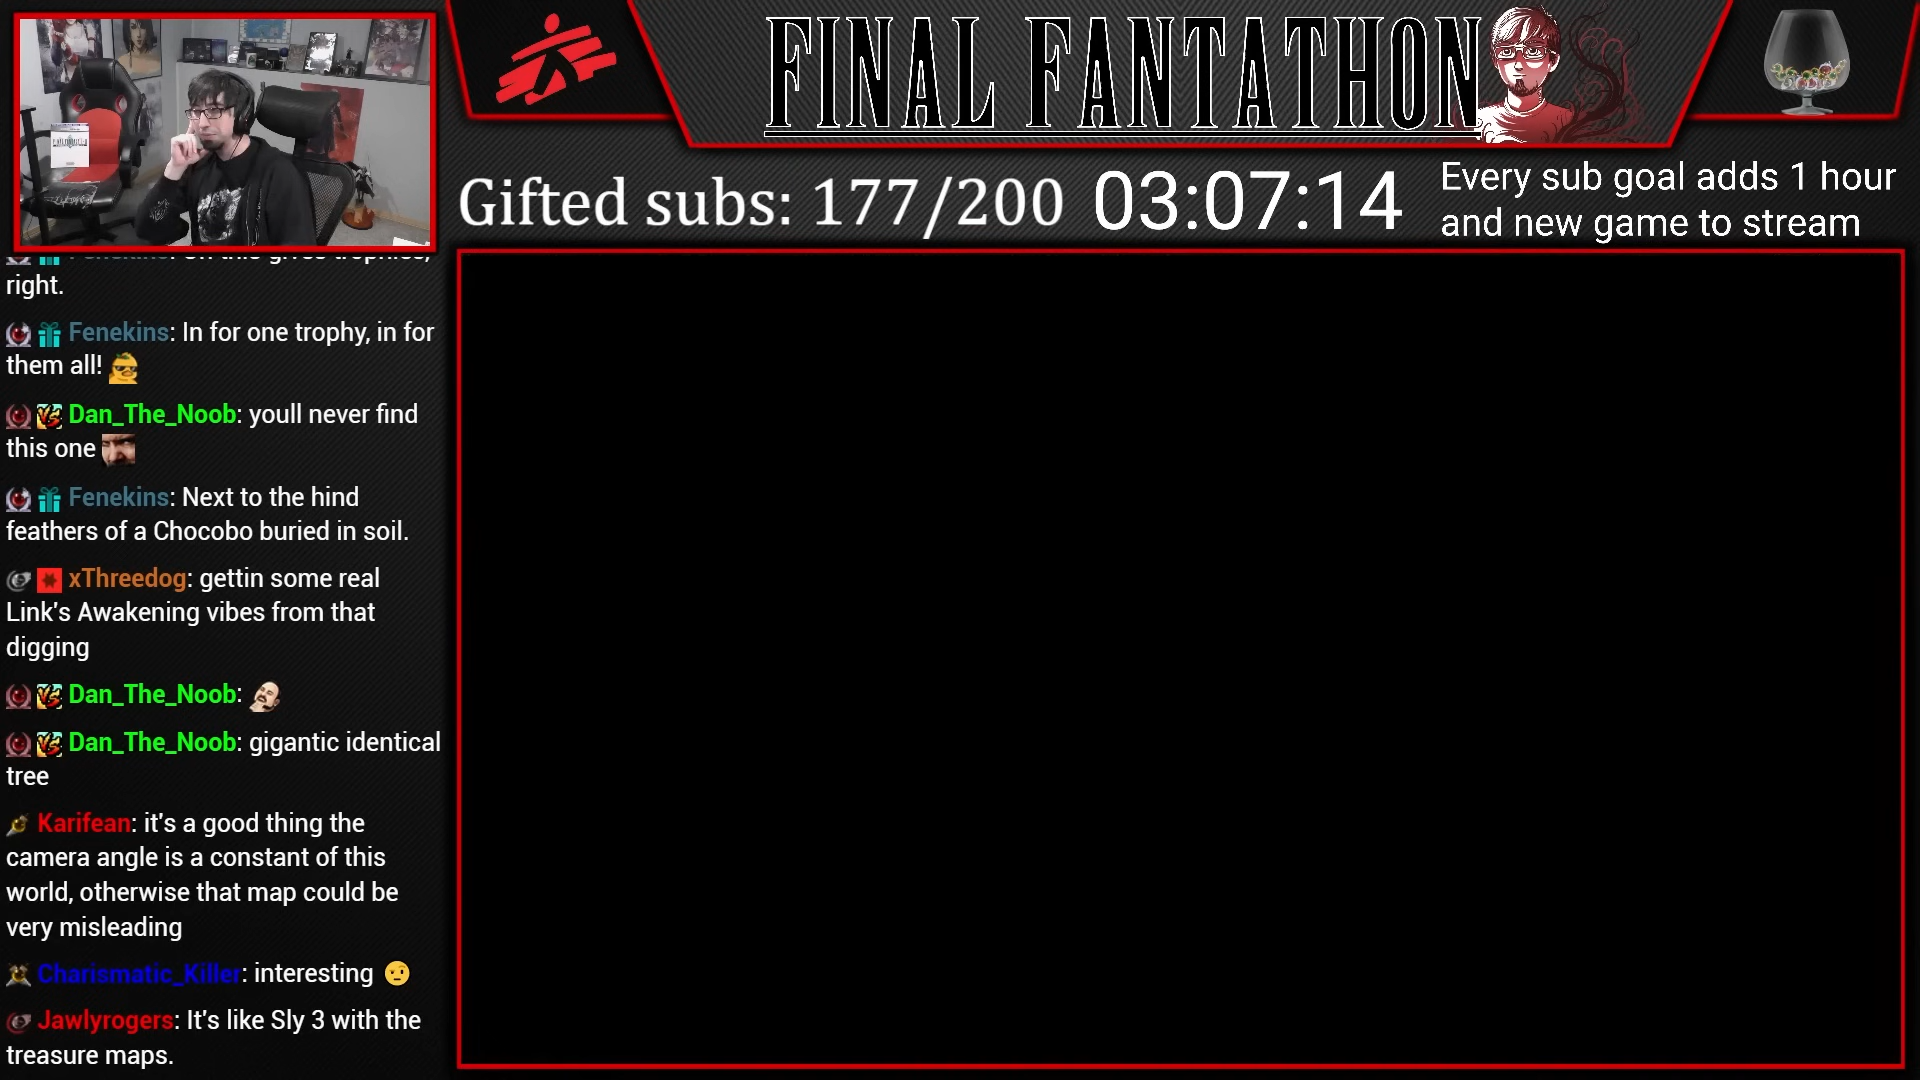 FINAL FANTATHON
Gifted subs: 177/200
03:07:14
Every sub goal adds 1 hour
and new game to stream
right.
Fenekins: In for one trophy, in for
them all!
Dan_The_Noob: youll never find
this one
Fenekins: Next to the hind
feathers of a Chocobo buried in soil.
xThreedog: gettin some real
Link's Awakening vibes from that
digging
Dan_The_Noob:
Dan_The_Noob: gigantic identical
tree
Karifean: it's a good thing the
camera angle is a constant of this
world, otherwise that map could be
very misleading
Charismatic_Killer: interesting
Jawlyrogers: It's like Sly 3 with the
treasure maps.